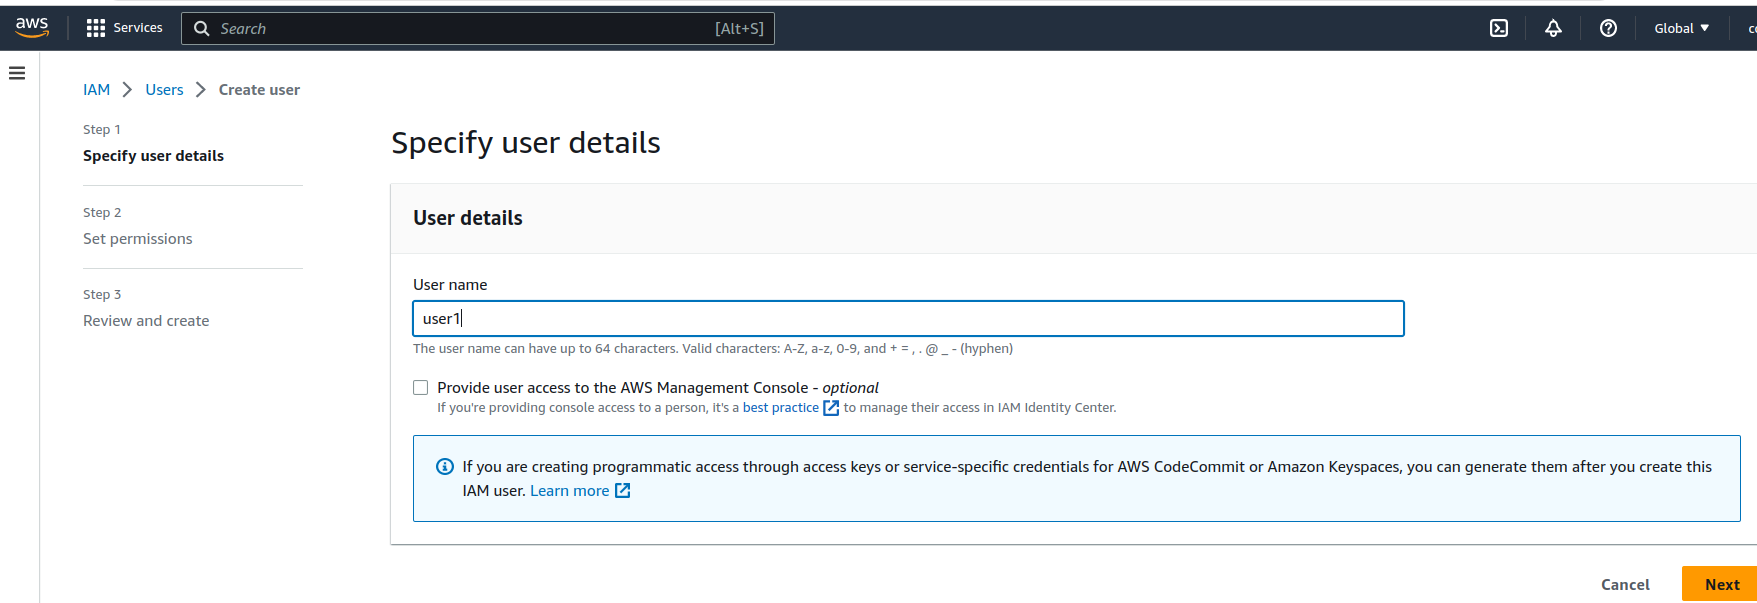 aws
Services
Search
[Alt+S]
Global
IAM > Users > Create user
Step 1
Specify user details
Step 2
Set permissions
Step 3
Review and create
Specify user details
User details
User name
user1
The user name can have up to 64 characters. Valid characters: A-Z, a-z, 0-9, and + = , . @ _ - (hyphen)
Provide user access to the AWS Management Console - optional
If you're providing console access to a person, it's a best practice to manage their access in IAM Identity Center.
If you are creating programmatic access through access keys or service-specific credentials for AWS CodeCommit or Amazon Keyspaces, you can generate them after you create this
IAM user. Learn more
Cancel
Next